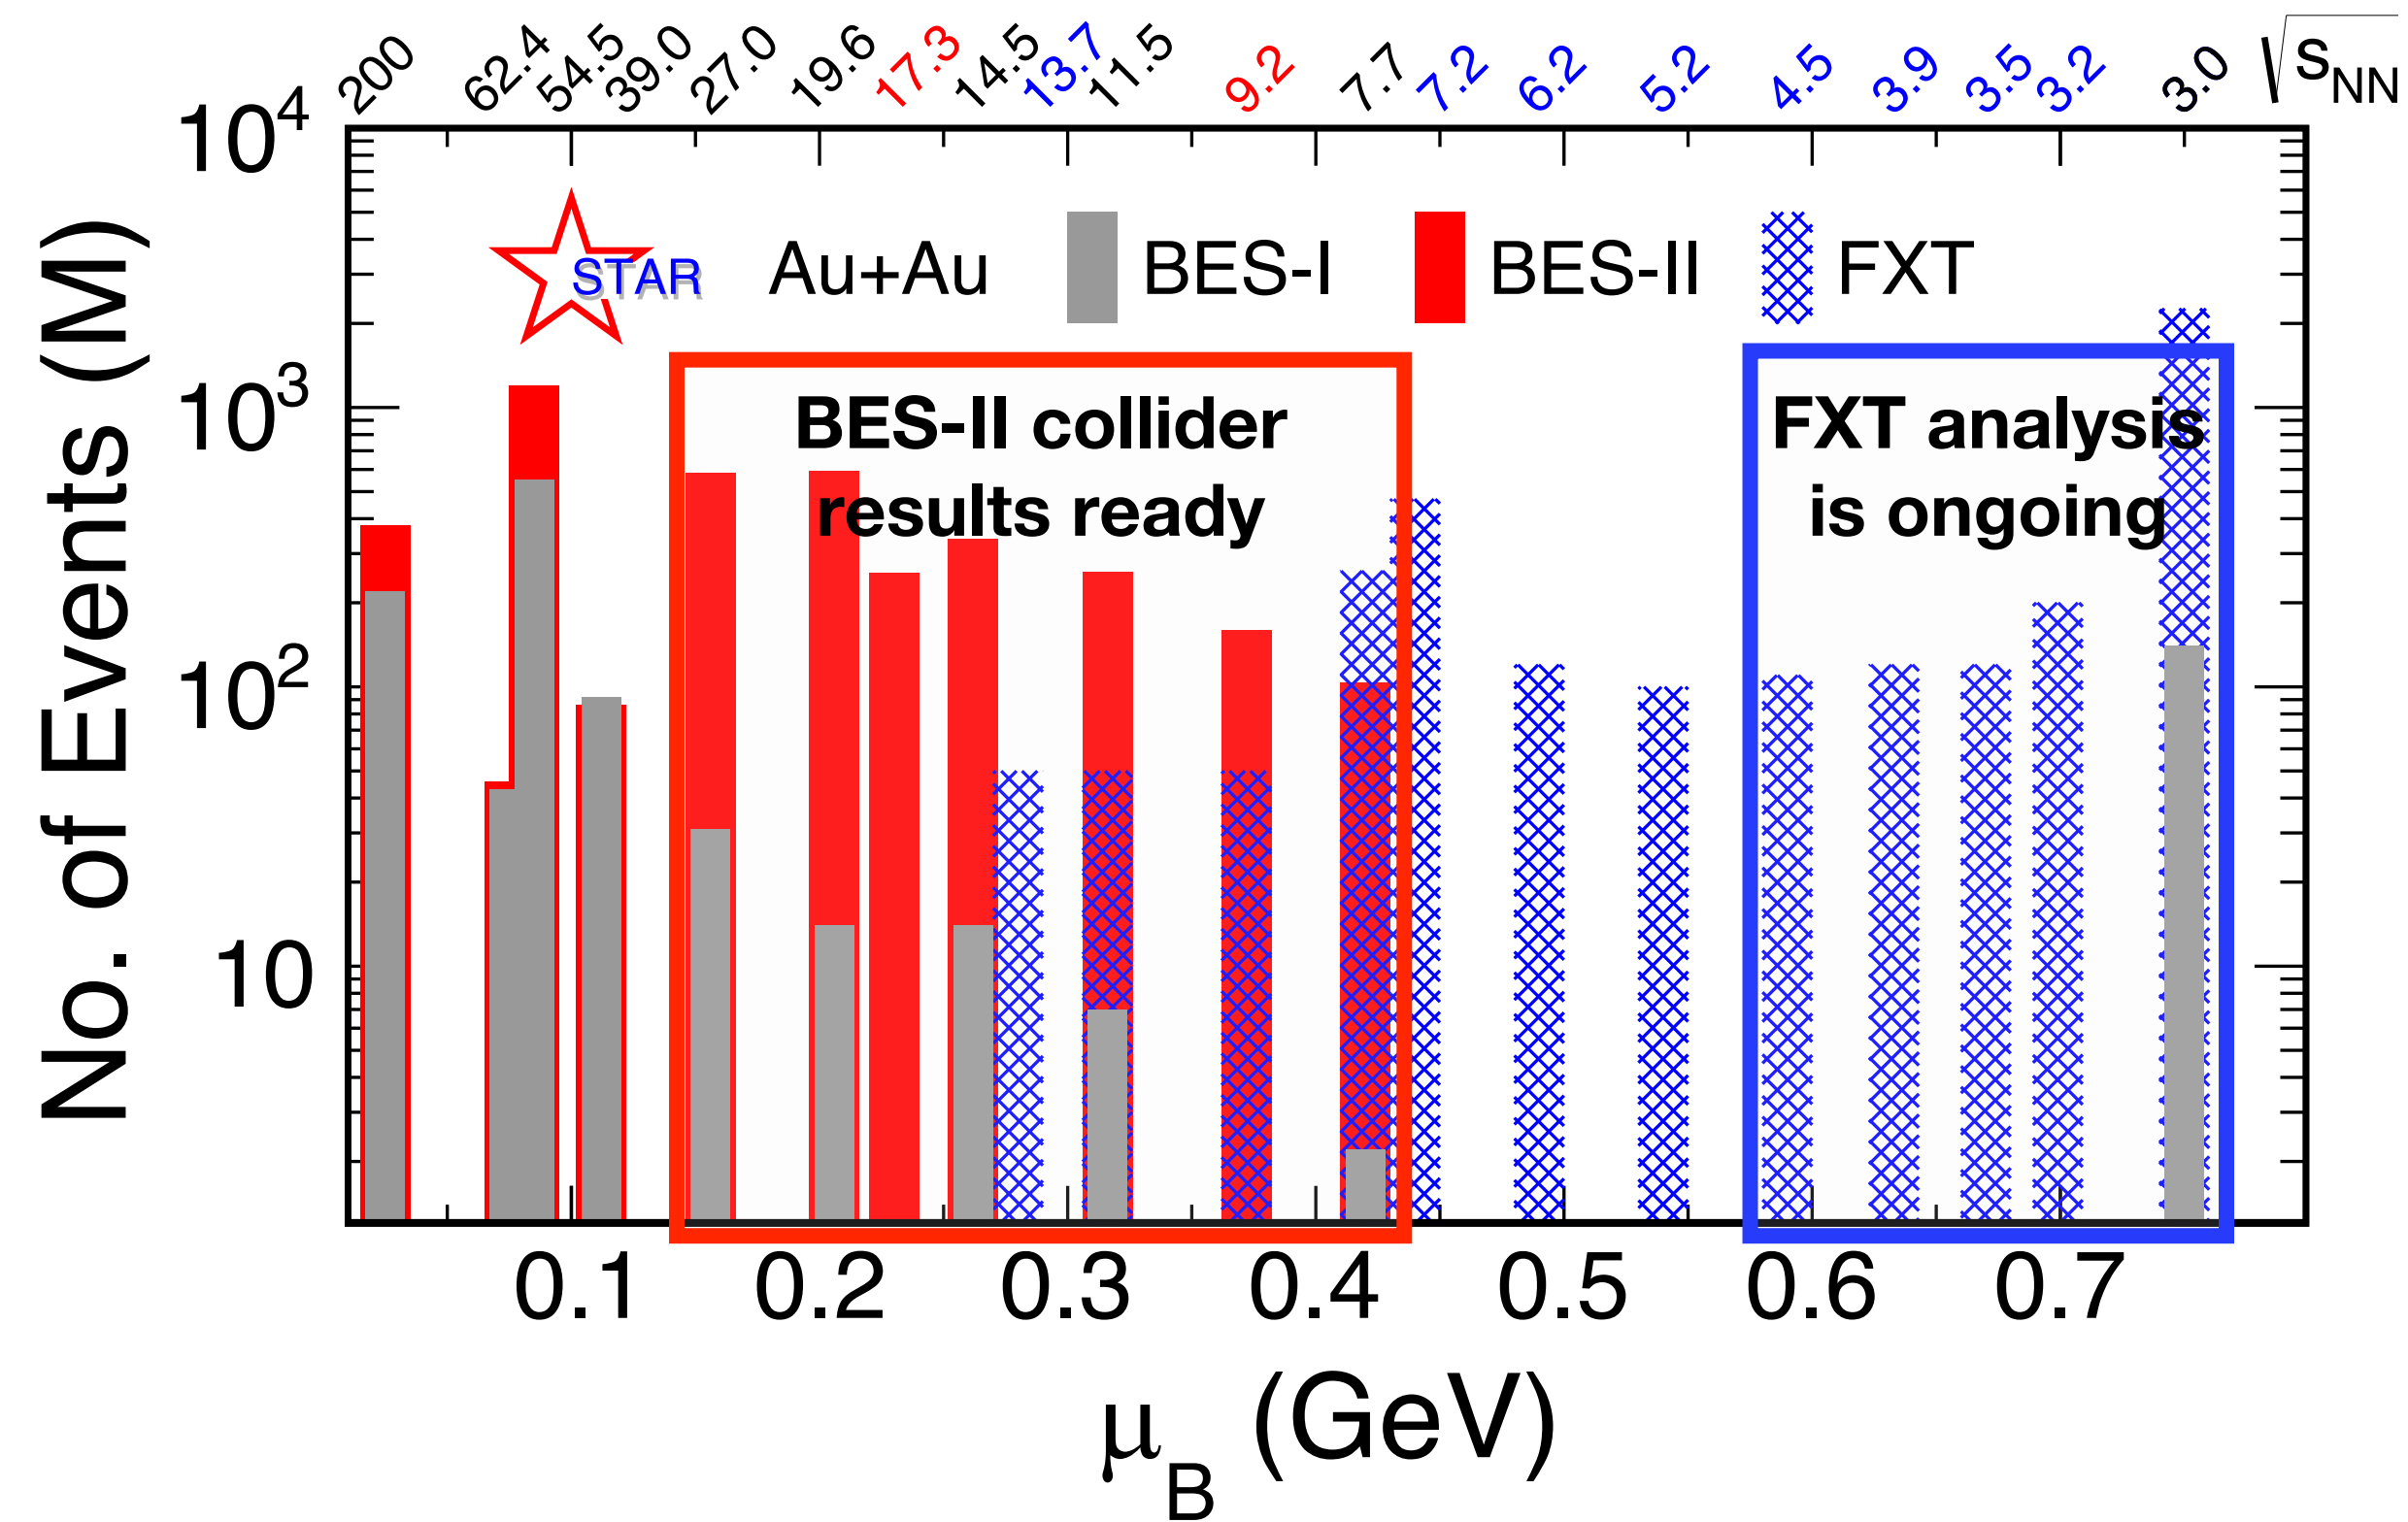 200 62.4 54.5 39.0 27.0 19.6 17.3 14.5 13.7 11.5 9.2 7.7 7.2 6.2 5.2 4.5 3.9 3.5 3.2 3.0 √sNN
10⁴
STAR Au+Au BES-I BES-II FXT
10³
BES-II collider
results ready
FXT analysis
is ongoing
10²
10
No. of Events (M)
0.1 0.2 0.3 0.4 0.5 0.6 0.7
μB (GeV)